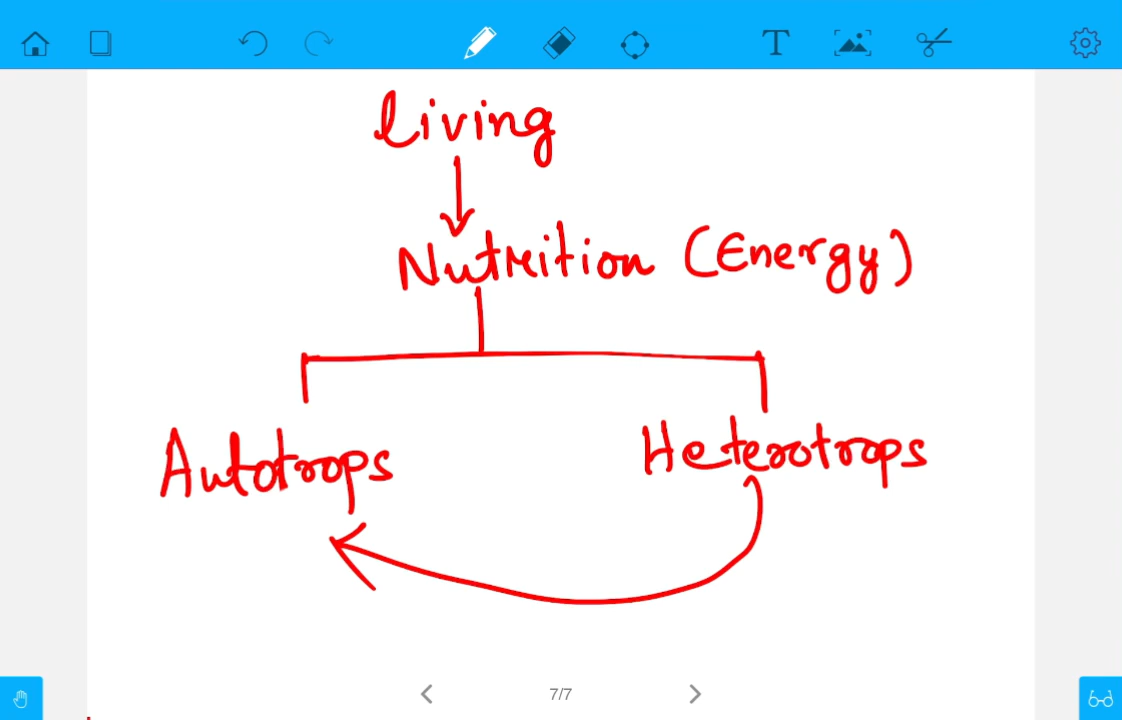 T
living
Nutrition (Energy)
Autotrops
Heterotrops
7/7